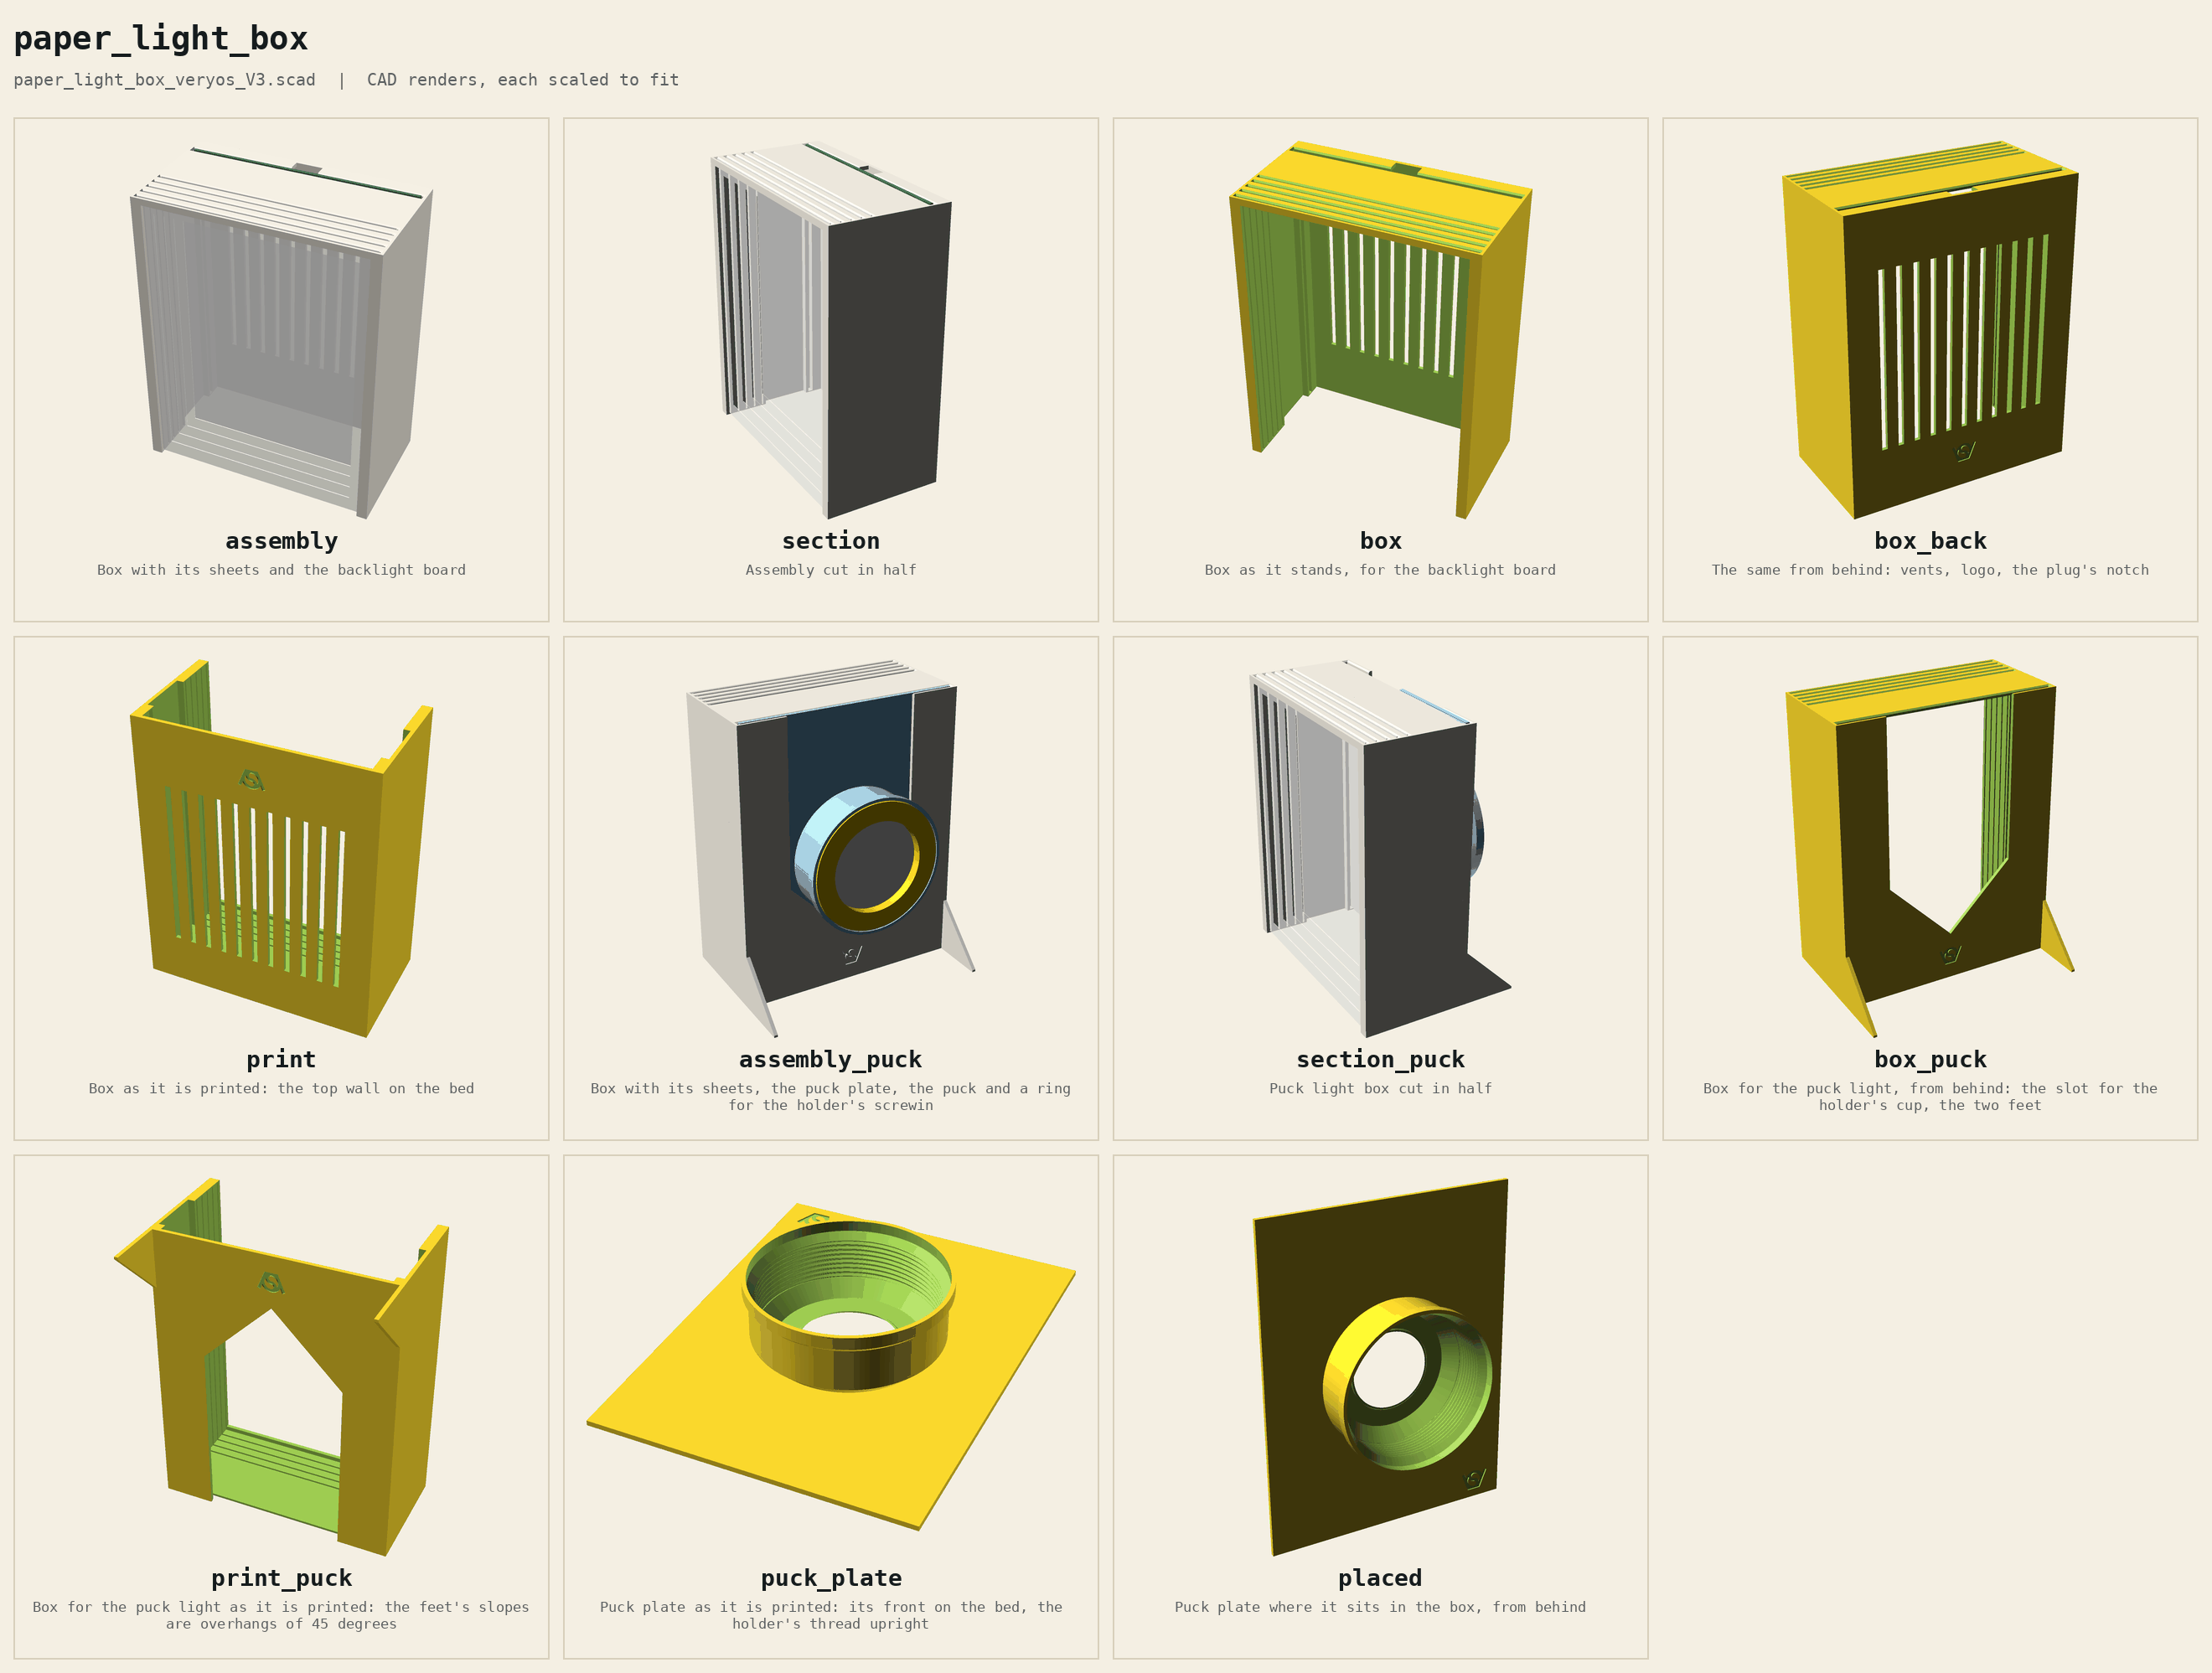 paper_light_box
paper_light_box_veryos_V3.scad | CAD renders, each scaled to fit
assembly
Box with its sheets and the backlight board
section
Assembly cut in half
box
Box as it stands, for the backlight board
box_back
The same from behind: vents, logo, the plug's notch
print
Box as it is printed: the top wall on the bed
assembly_puck
Box with its sheets, the puck plate, the puck and a ring
for the holder's screwin
section_puck
Puck light box cut in half
box_puck
Box for the puck light, from behind: the slot for the
holder's cup, the two feet
print_puck
Box for the puck light as it is printed: the feet's slopes
are overhangs of 45 degrees
puck_plate
Puck plate as it is printed: its front on the bed, the
holder's thread upright
placed
Puck plate where it sits in the box, from behind